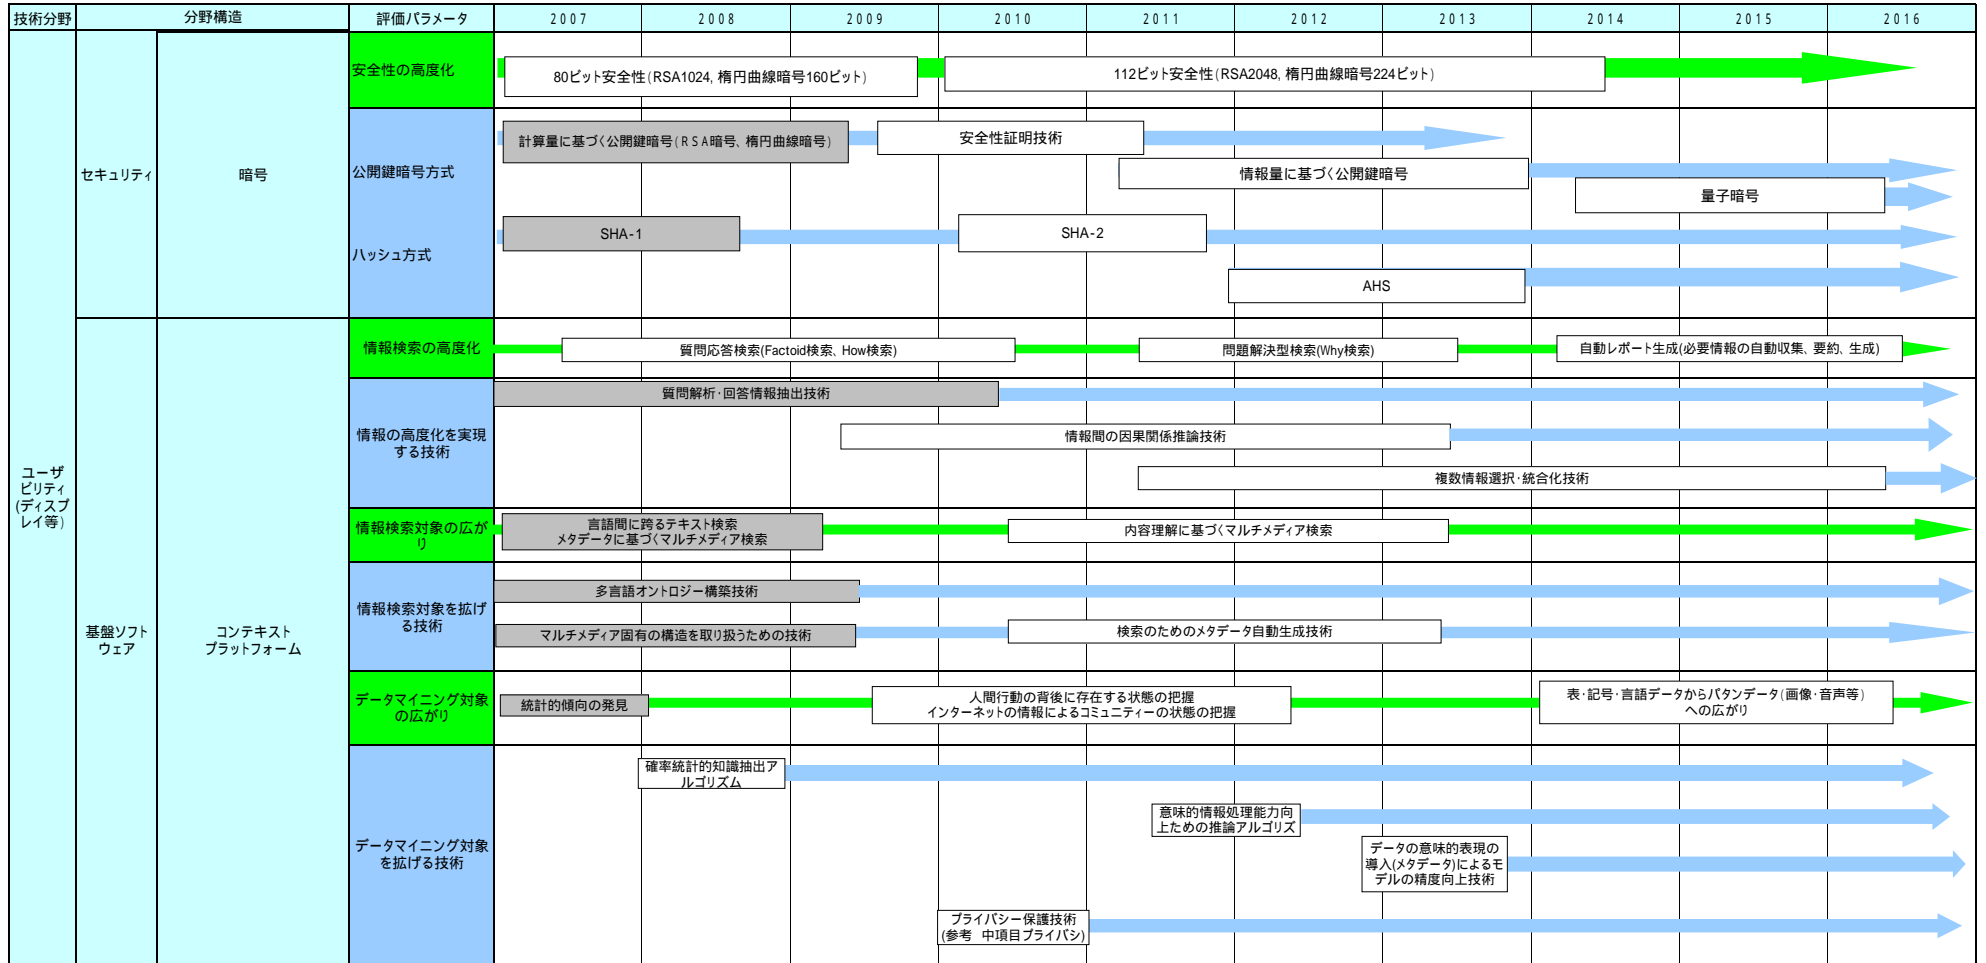 技術分野
分野構造
評価パラメータ
2007
2008
2009
2010
2011
2012
2013
2014
2015
2016
ユーザ
ビリティ
(ディスプ
レイ等)
セキュリティ
暗号
安全性の高度化
80ビット安全性(RSA1024, 楕円曲線暗号160ビット)
112ビット安全性(RSA2048, 楕円曲線暗号224ビット)
公開鍵暗号方式
計算量に基づく公開鍵暗号(RSA暗号、楕円曲線暗号)
安全性証明技術
情報量に基づく公開鍵暗号
量子暗号
ハッシュ方式
SHA-1
SHA-2
AHS
基盤ソフト
ウェア
コンテキスト
プラットフォーム
情報検索の高度化
質問応答検索(Factoid検索、How検索)
問題解決型検索(Why検索)
自動レポート生成(必要情報の自動収集、要約、生成)
情報の高度化を実現
する技術
質問解析・回答情報抽出技術
情報間の因果関係推論技術
複数情報選択・統合化技術
情報検索対象の広が
り
言語間に跨るテキスト検索
メタデータに基づくマルチメディア検索
内容理解に基づくマルチメディア検索
情報検索対象を拡げ
る技術
多言語オントロジー構築技術
マルチメディア固有の構造を取り扱うための技術
検索のためのメタデータ自動生成技術
データマイニング対象
の広がり
統計的傾向の発見
人間行動の背後に存在する状態の把握
インターネットの情報によるコミュニティーの状態の把握
表・記号・言語データからパタンデータ(画像・音声等)
への広がり
データマイニング対象
を拡げる技術
確率統計的知識抽出ア
ルゴリズム
意味的情報処理能力向
上ための推論アルゴリズ
データの意味的表現の
導入(メタデータ)によるモ
デルの精度向上技術
プライバシー保護技術
(参考　中項目プライバシ)